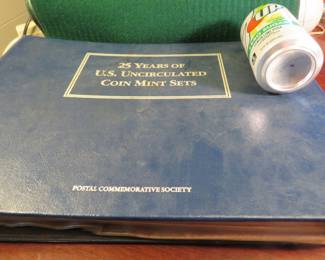 25 YEARS OF
U.S. UNCIRCULATED
COIN MINT SETS
POSTAL COMMEMORATIVE SOCIETY